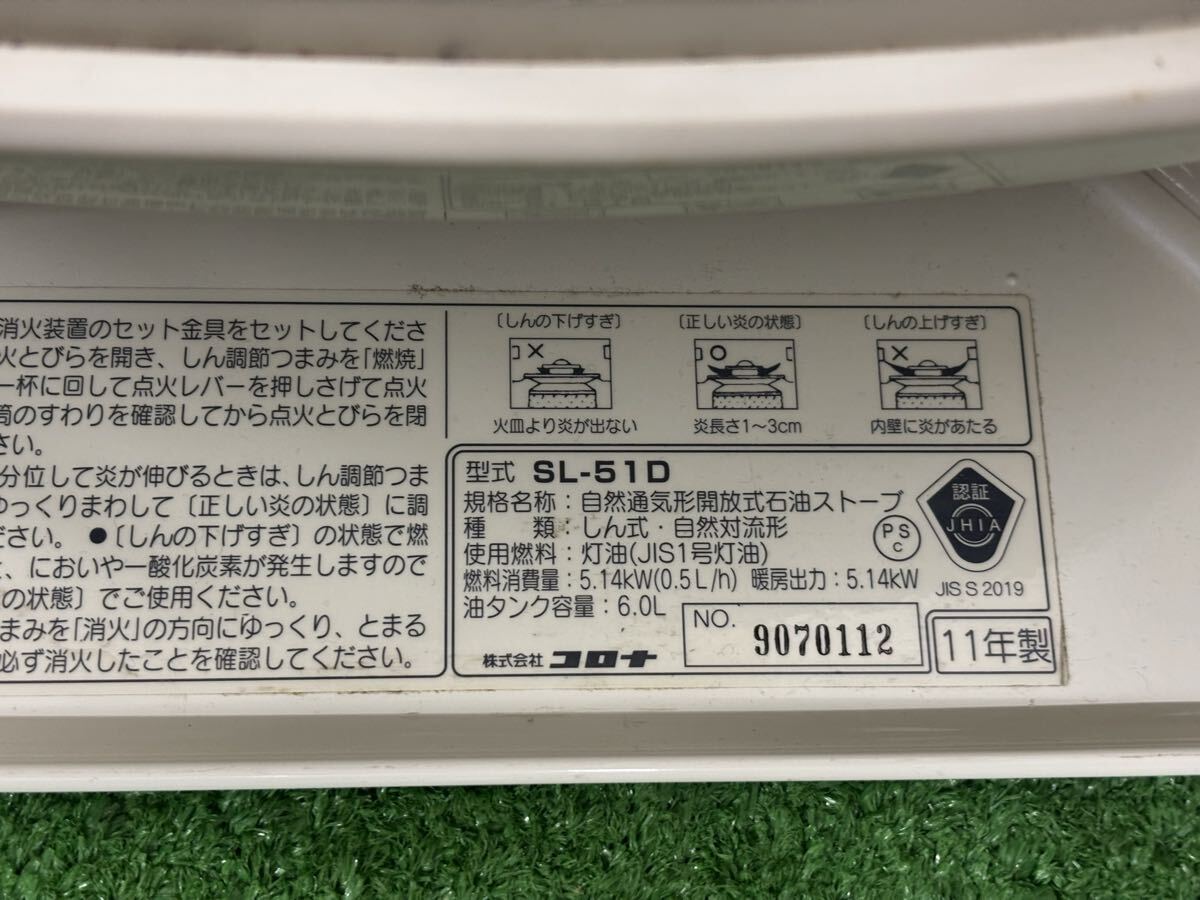 消火装置のセット金具をセットしてくださ
火とびらを開き、しん調節つまみを「燃焼」
一杯に回して点火レバーを押しさげて点火
筒のすわりを確認してから点火とびらを閉
さい。
分位して炎が伸びるときは、しん調節つま
ゆっくりまわして〔正しい炎の状態〕に調
ださい。●〔しんの下げすぎ〕の状態で燃
と、においや一酸化炭素が発生しますので
の状態〕でご使用ください。
まみを「消火」の方向にゆっくり、とまる
必ず消火したことを確認してください。
〔しんの下げすぎ〕
火皿より炎が出ない
〔正しい炎の状態〕
炎長さ1〜3cm
〔しんの上げすぎ〕
内壁に炎があたる
型式 SL-51D
規格名称：自然通気形開放式石油ストーブ
種 類：しん式・自然対流形
使用燃料：灯油(JIS1号灯油)
燃料消費量：5.14kW(0.5L/h) 暖房出力：5.14kW
油タンク容量：6.0L
株式会社 コロナ
NO. 9070112
PS
C
認証
JHIA
JIS S 2019
11年製